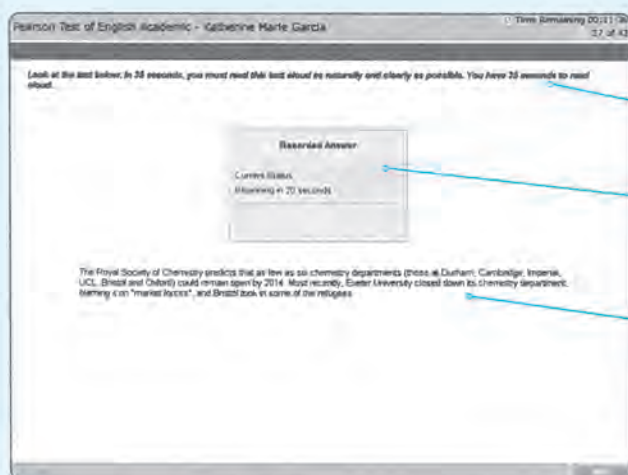 Pearson Test of English Academic - Katherine Marie Garcia
Time Remaining
17 of
Look at the text below. In 35 seconds, you must read this text aloud as naturally and clearly as possible. You have 35 seconds to read
aloud.
Recorded Answer
Current Status:
Beginning in 20 seconds.
The Royal Society of Chemistry predicts that as few as six chemistry departments (those at Durham, Cambridge, Imperial,
UCL, Bristol and Oxford) could remain open by 2014. Most recently, Exeter University closed down its chemistry department,
blaming it on "market forces", and Bristol took in some of the refugees.